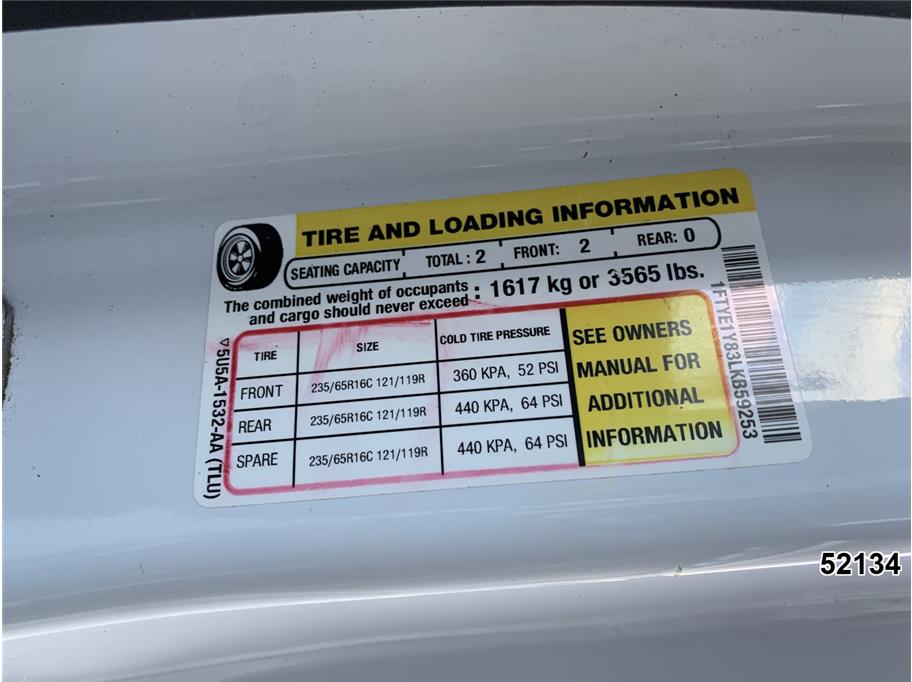 TIRE AND LOADING INFORMATION
SEATING CAPACITY TOTAL : 2 FRONT: 2 REAR: 0
The combined weight of occupants
and cargo should never exceed : 1617 kg or 3565 lbs.
TIRE SIZE COLD TIRE PRESSURE
FRONT 235/65R16C 121/119R 360 KPA, 52 PSI
REAR 235/65R16C 121/119R 440 KPA, 64 PSI
SPARE 235/65R16C 121/119R 440 KPA, 64 PSI
SEE OWNERS
MANUAL FOR
ADDITIONAL
INFORMATION
▽5U5A-1532-AA (TLU)
1FTYE1Y83LKB59253
52134